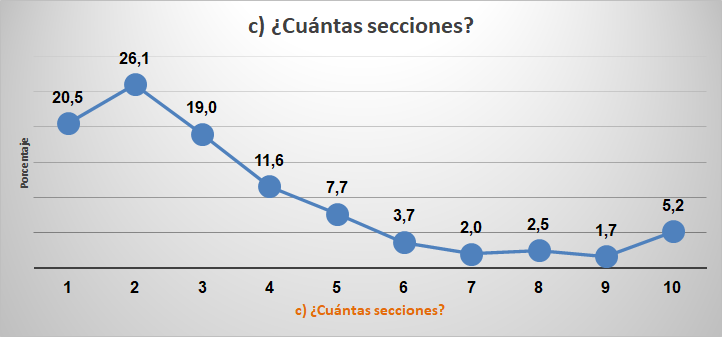 c) ¿Cuántas secciones?
Porcentaje
20,5
26,1
19,0
11,6
7,7
3,7
2,0
2,5
1,7
5,2
1 2 3 4 5 6 7 8 9 10
c) ¿Cuántas secciones?